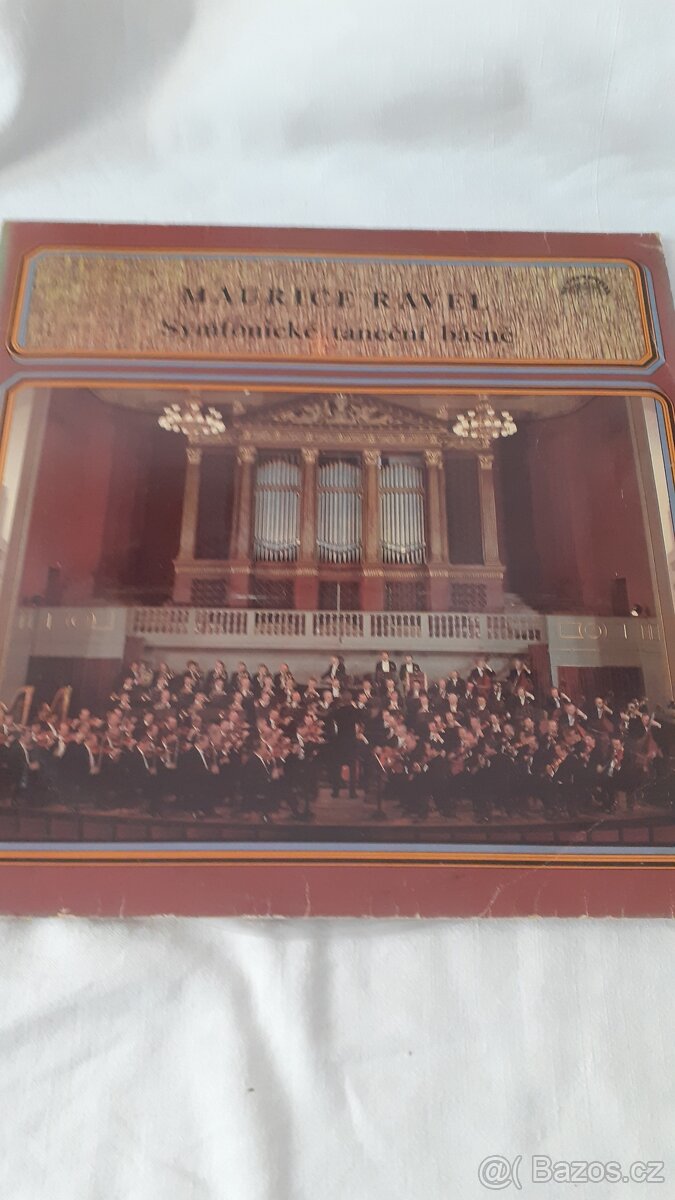 MAURICE RAVEL
Symfonické taneční básně
@( Bazos.cz